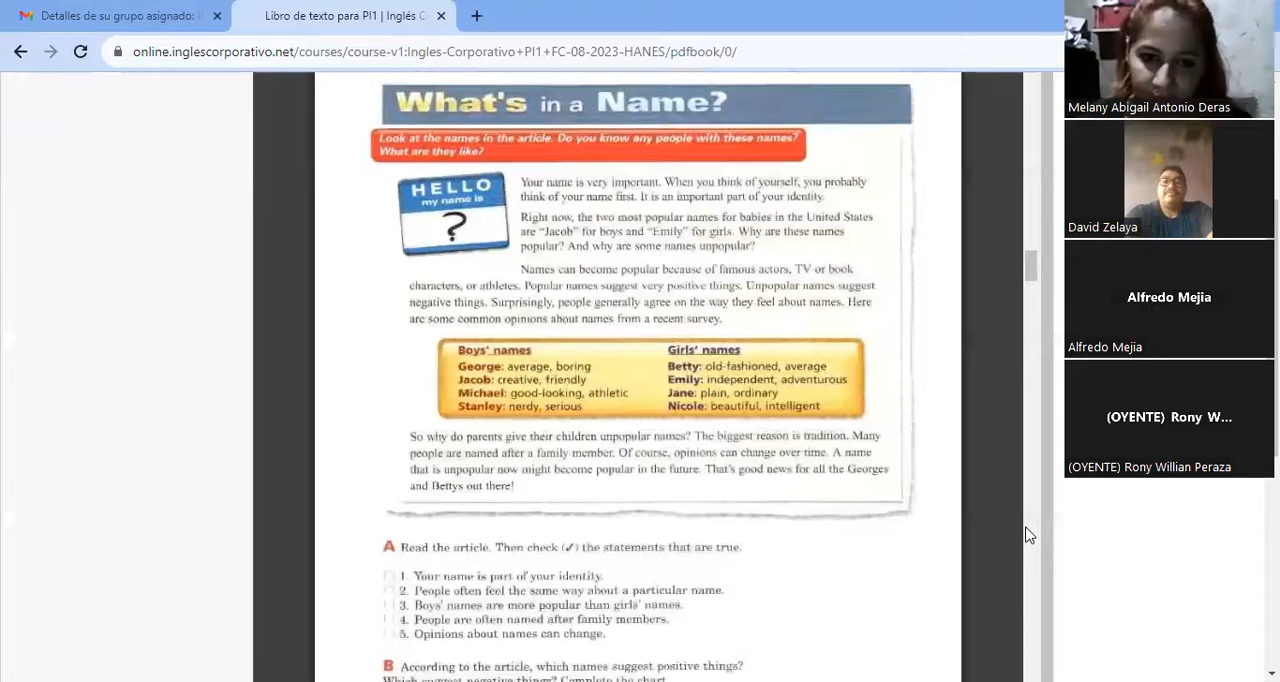 Detalles de su grupo asignado: I
Libro de texto para PI1 | Inglés C
online.inglescorporativo.net/courses/course-v1:Ingles-Corporativo+PI1+FC-08-2023-HANES/pdfbook/0/
What's in a Name?
Look at the names in the article. Do you know any people with these names?
What are they like?
HELLO
my name is
?
Your name is very important. When you think of yourself, you probably
think of your name first. It is an important part of your identity.
Right now, the two most popular names for babies in the United States
are "Jacob" for boys and "Emily" for girls. Why are these names
popular? And why are some names unpopular?
Names can become popular because of famous actors, TV or book
characters, or athletes. Popular names suggest very positive things. Unpopular names suggest
negative things. Surprisingly, people generally agree on the way they feel about names. Here
are some common opinions about names from a recent survey.
Boys' names
George: average, boring
Jacob: creative, friendly
Michael: good-looking, athletic
Stanley: nerdy, serious
Girls' names
Betty: old-fashioned, average
Emily: independent, adventurous
Jane: plain, ordinary
Nicole: beautiful, intelligent
So why do parents give their children unpopular names? The biggest reason is tradition. Many
people are named after a family member. Of course, opinions can change over time. A name
that is unpopular now might become popular in the future. That's good news for all the Georges
and Bettys out there!
A Read the article. Then check (✓) the statements that are true.
1. Your name is part of your identity.
2. People often feel the same way about a particular name.
3. Boys' names are more popular than girls' names.
4. People are often named after family members.
5. Opinions about names can change.
B According to the article, which names suggest positive things?
Which suggest negative things? Complete the chart.
Melany Abigail Antonio Deras
David Zelaya
Alfredo Mejia
Alfredo Mejia
(OYENTE) Rony W...
(OYENTE) Rony Willian Peraza